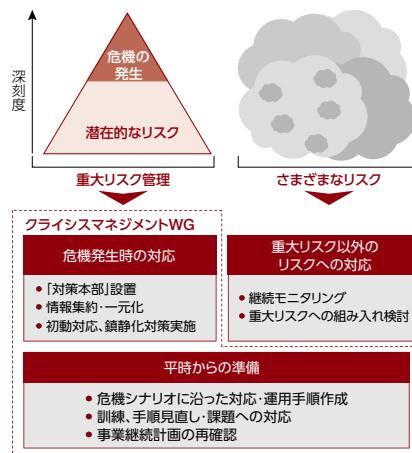 深刻度
危機の
発生
潜在的なリスク
重大リスク管理
さまざまなリスク
クライシスマネジメントWG
危機発生時の対応
● 「対策本部」設置
● 情報集約・一元化
● 初動対応、鎮静化対策実施
重大リスク以外の
リスクへの対応
● 継続モニタリング
● 重大リスクへの組み入れ検討
平時からの準備
● 危機シナリオに沿った対応・運用手順作成
● 訓練、手順見直し・課題への対応
● 事業継続計画の再確認